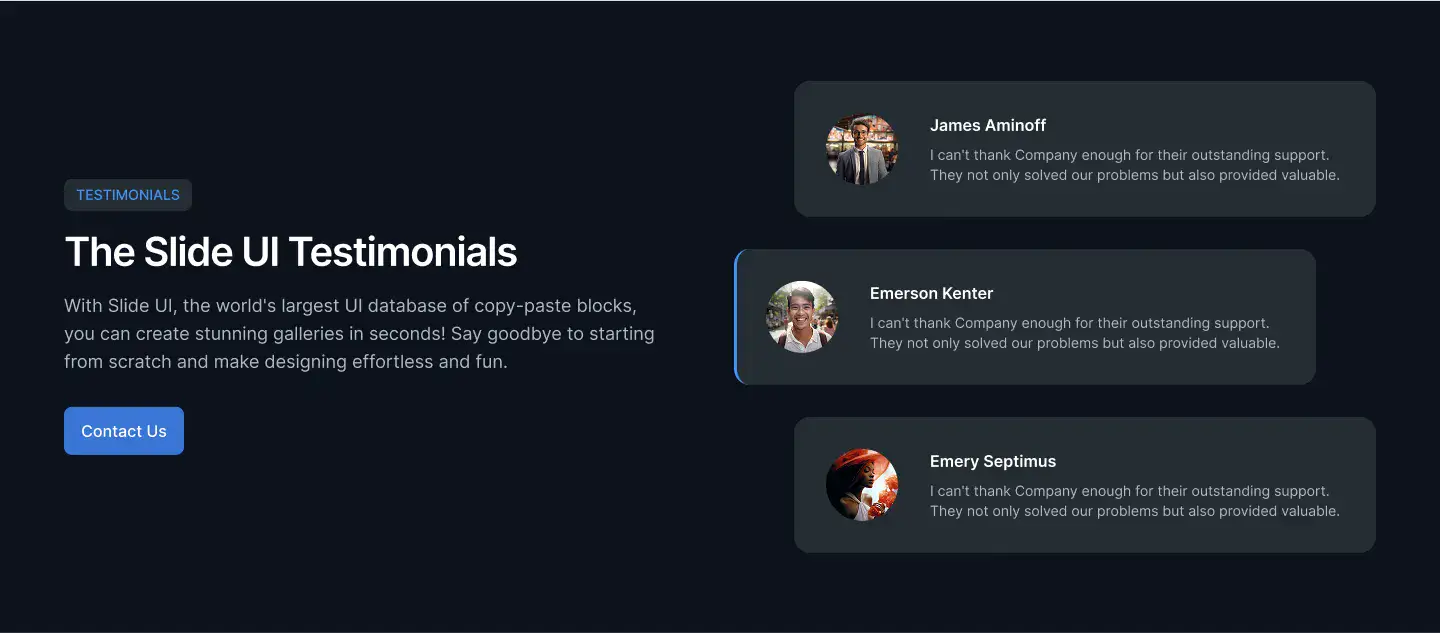 TESTIMONIALS
The Slide UI Testimonials
With Slide UI, the world's largest UI database of copy-paste blocks,
you can create stunning galleries in seconds! Say goodbye to starting
from scratch and make designing effortless and fun.
Contact Us
James Aminoff
I can't thank Company enough for their outstanding support.
They not only solved our problems but also provided valuable.
Emerson Kenter
I can't thank Company enough for their outstanding support.
They not only solved our problems but also provided valuable.
Emery Septimus
I can't thank Company enough for their outstanding support.
They not only solved our problems but also provided valuable.